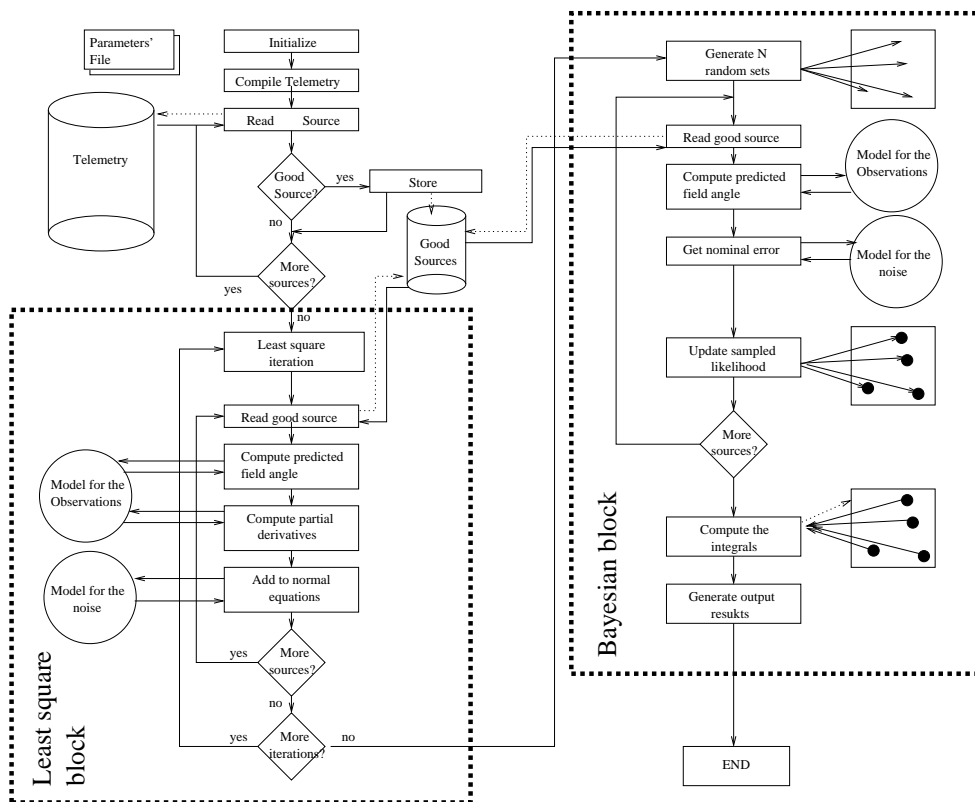 Parameters'
File
Initialize
Compile Telemetry
Read Source
Telemetry
Good
Source?
yes
Store
no
Good
Sources
More
sources?
yes
no
Least square
iteration
Read good source
Compute predicted
field angle
Model for the
Observations
Compute partial
derivatives
Add to normal
equations
Model for the
noise
yes
More
sources?
no
yes
More
iterations?
no
Least square
block
Generate N
random sets
Read good source
Compute predicted
field angle
Model for the
Observations
Get nominal error
Model for the
noise
Update sampled
likelihood
More
sources?
Compute the
integrals
Generate output
resukts
Bayesian block
END